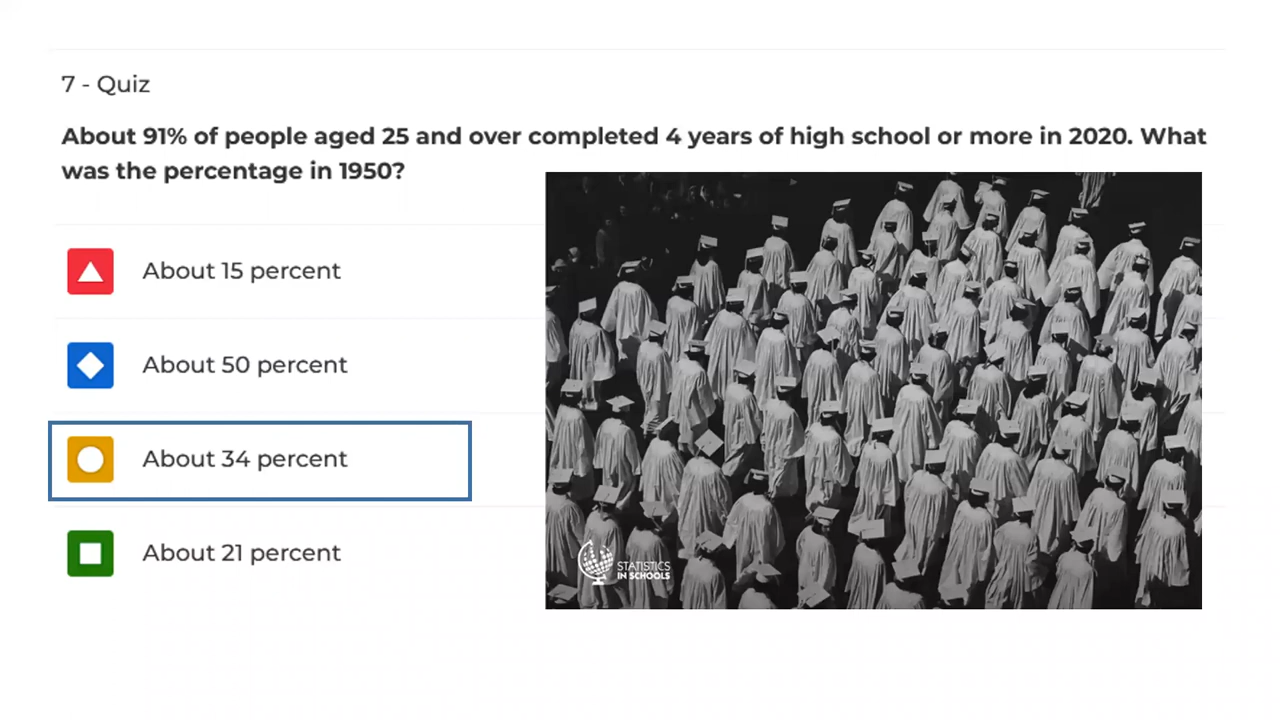 7 - Quiz
About 91% of people aged 25 and over completed 4 years of high school or more in 2020. What
was the percentage in 1950?
About 15 percent
About 50 percent
About 34 percent
About 21 percent
STATISTICS
IN SCHOOLS